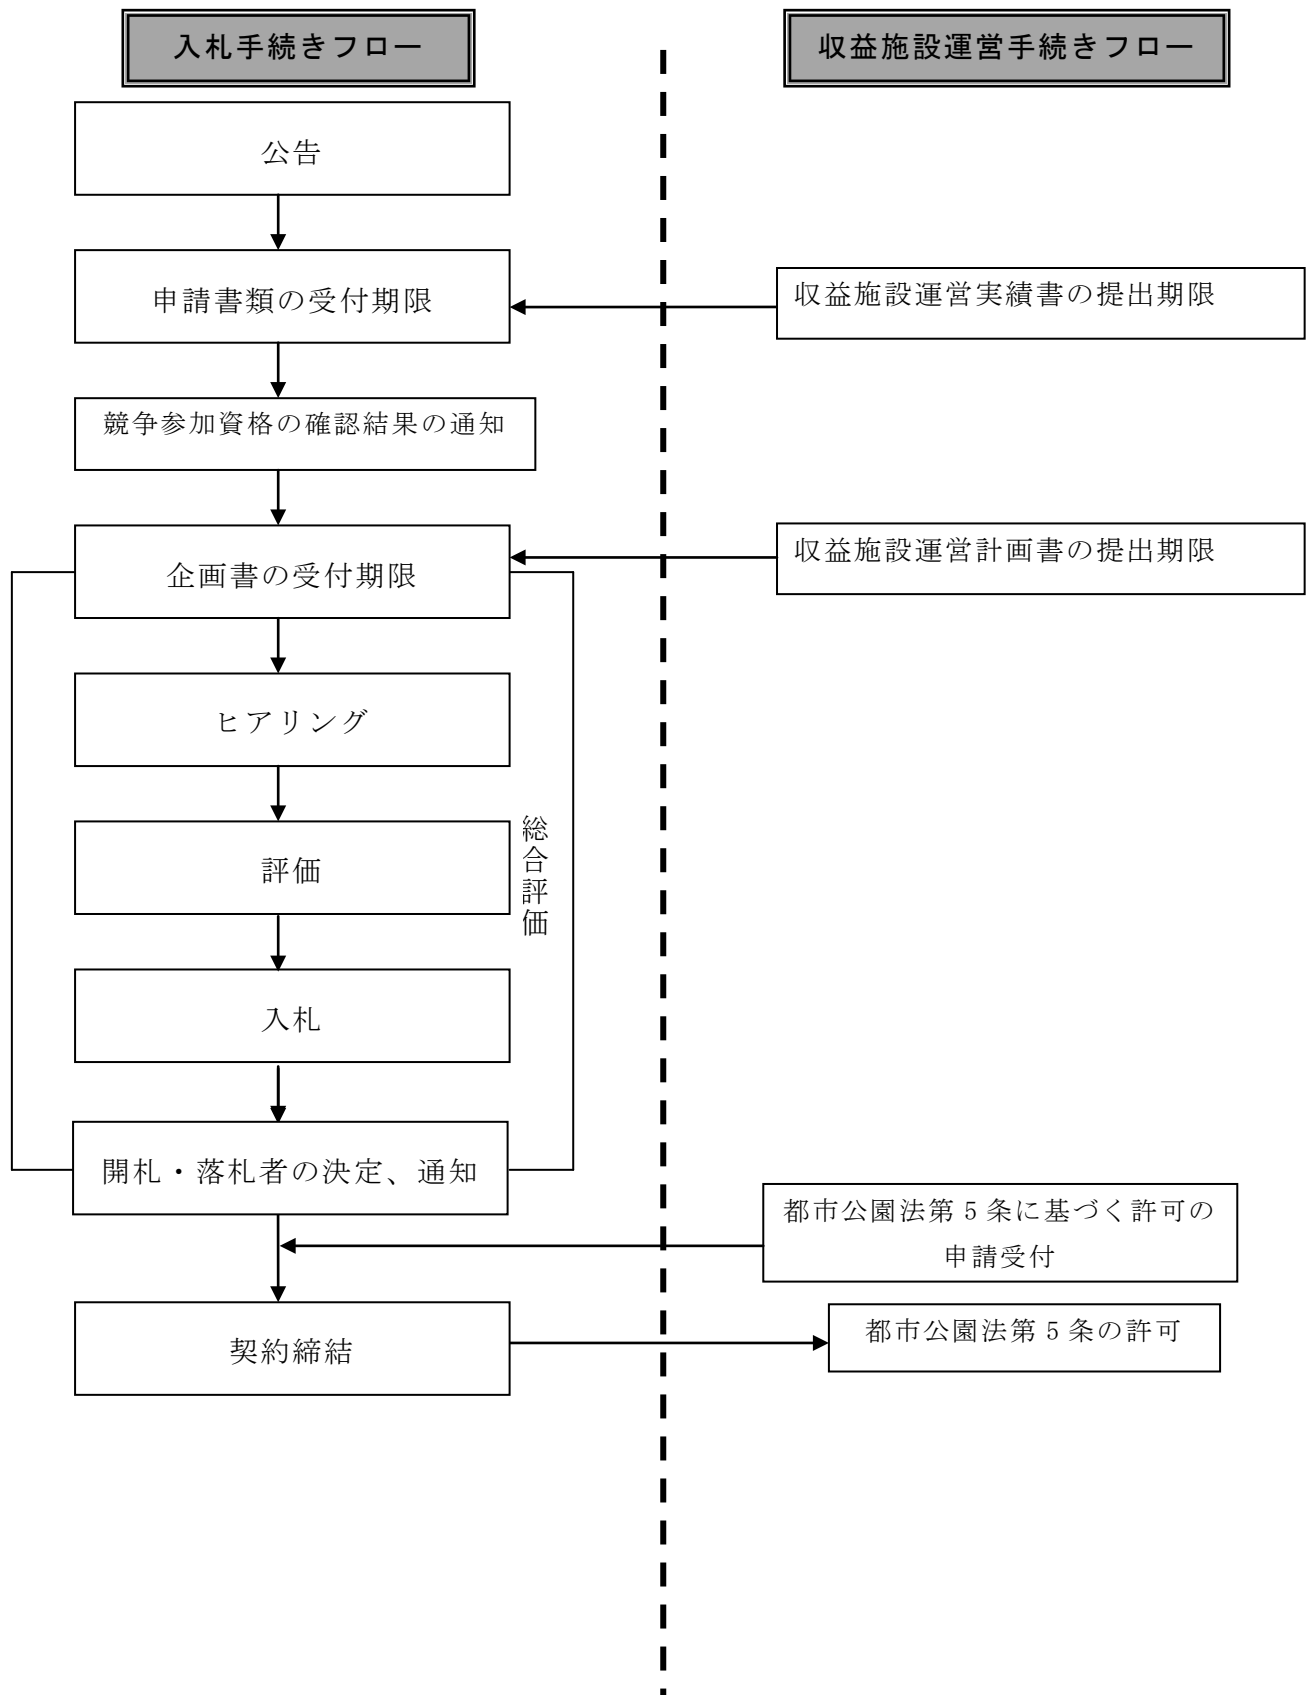 入札手続きフロー
収益施設運営手続きフロー
公告
申請書類の受付期限
収益施設運営実績書の提出期限
競争参加資格の確認結果の通知
企画書の受付期限
収益施設運営計画書の提出期限
ヒアリング
評価
総合評価
入札
開札・落札者の決定、通知
都市公園法第5条に基づく許可の
申請受付
契約締結
都市公園法第5条の許可